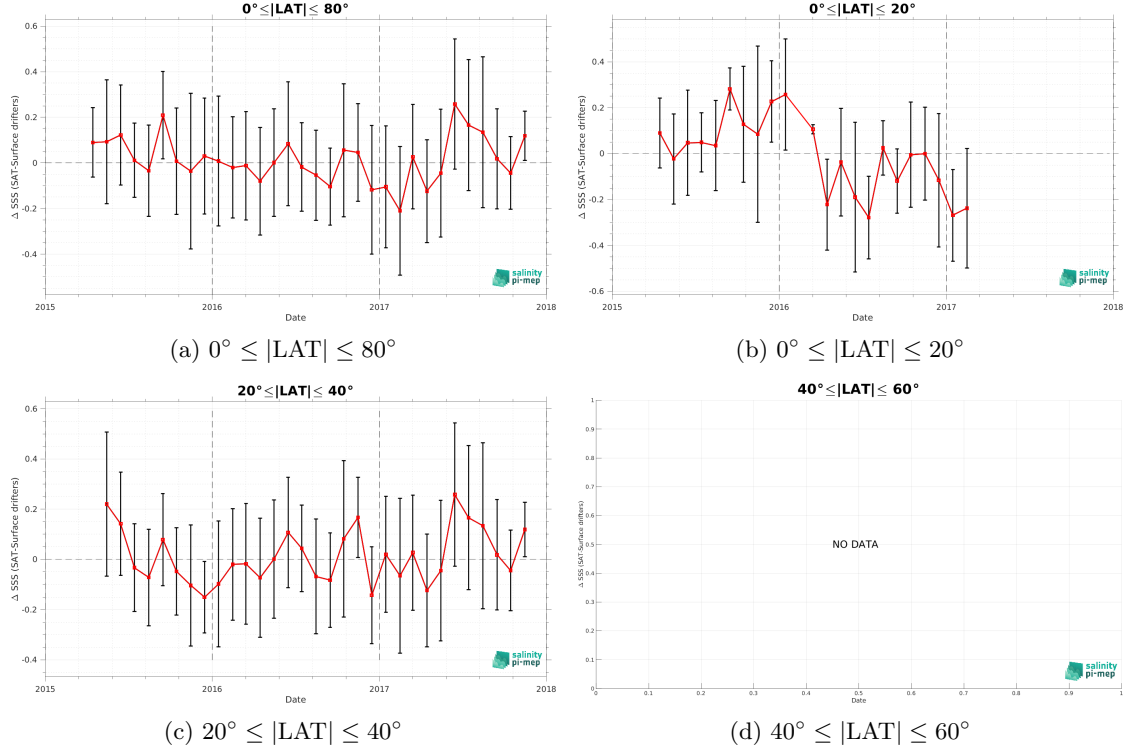 0°≤|LAT|≤ 80°
0.6
0.4
0.2
0
-0.2
-0.4
Δ SSS (SAT-Surface drifters)
salinity
pi-mep
2015 2016 2017 2018
Date
(a) 0° ≤ |LAT| ≤ 80°
0°≤|LAT|≤ 20°
0.4
0.2
0
-0.2
-0.4
-0.6
Δ SSS (SAT-Surface drifters)
salinity
pi-mep
2015 2016 2017 2018
Date
(b) 0° ≤ |LAT| ≤ 20°
20°≤|LAT|≤ 40°
0.6
0.4
0.2
0
-0.2
-0.4
Δ SSS (SAT-Surface drifters)
salinity
pi-mep
2015 2016 2017 2018
Date
(c) 20° ≤ |LAT| ≤ 40°
40°≤|LAT|≤ 60°
1
0.9
0.8
0.7
0.6
0.5
0.4
0.3
0.2
0.1
0
Δ SSS (SAT-Surface drifters)
NO DATA
salinity
pi-mep
0 0.1 0.2 0.3 0.4 0.5 0.6 0.7 0.8 0.9 1
Date
(d) 40° ≤ |LAT| ≤ 60°